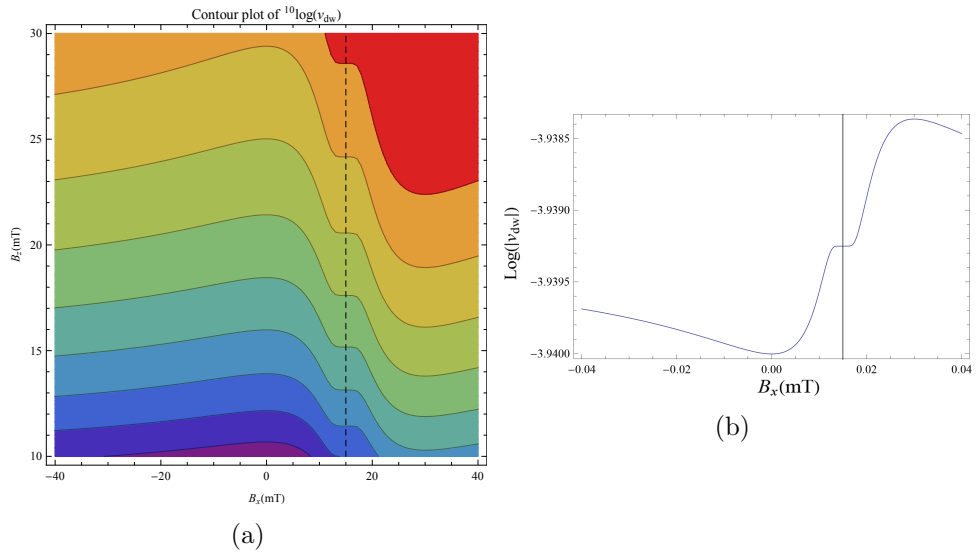 Contour plot of ¹⁰log(v_dw)
30
25
20
15
10
B_z(mT)
−40 −20 0 20 40
B_x(mT)
(a)
−3.9385
−3.9390
−3.9395
−3.9400
Log(|v_dw|)
−0.04 −0.02 0.00 0.02 0.04
B_x(mT)
(b)